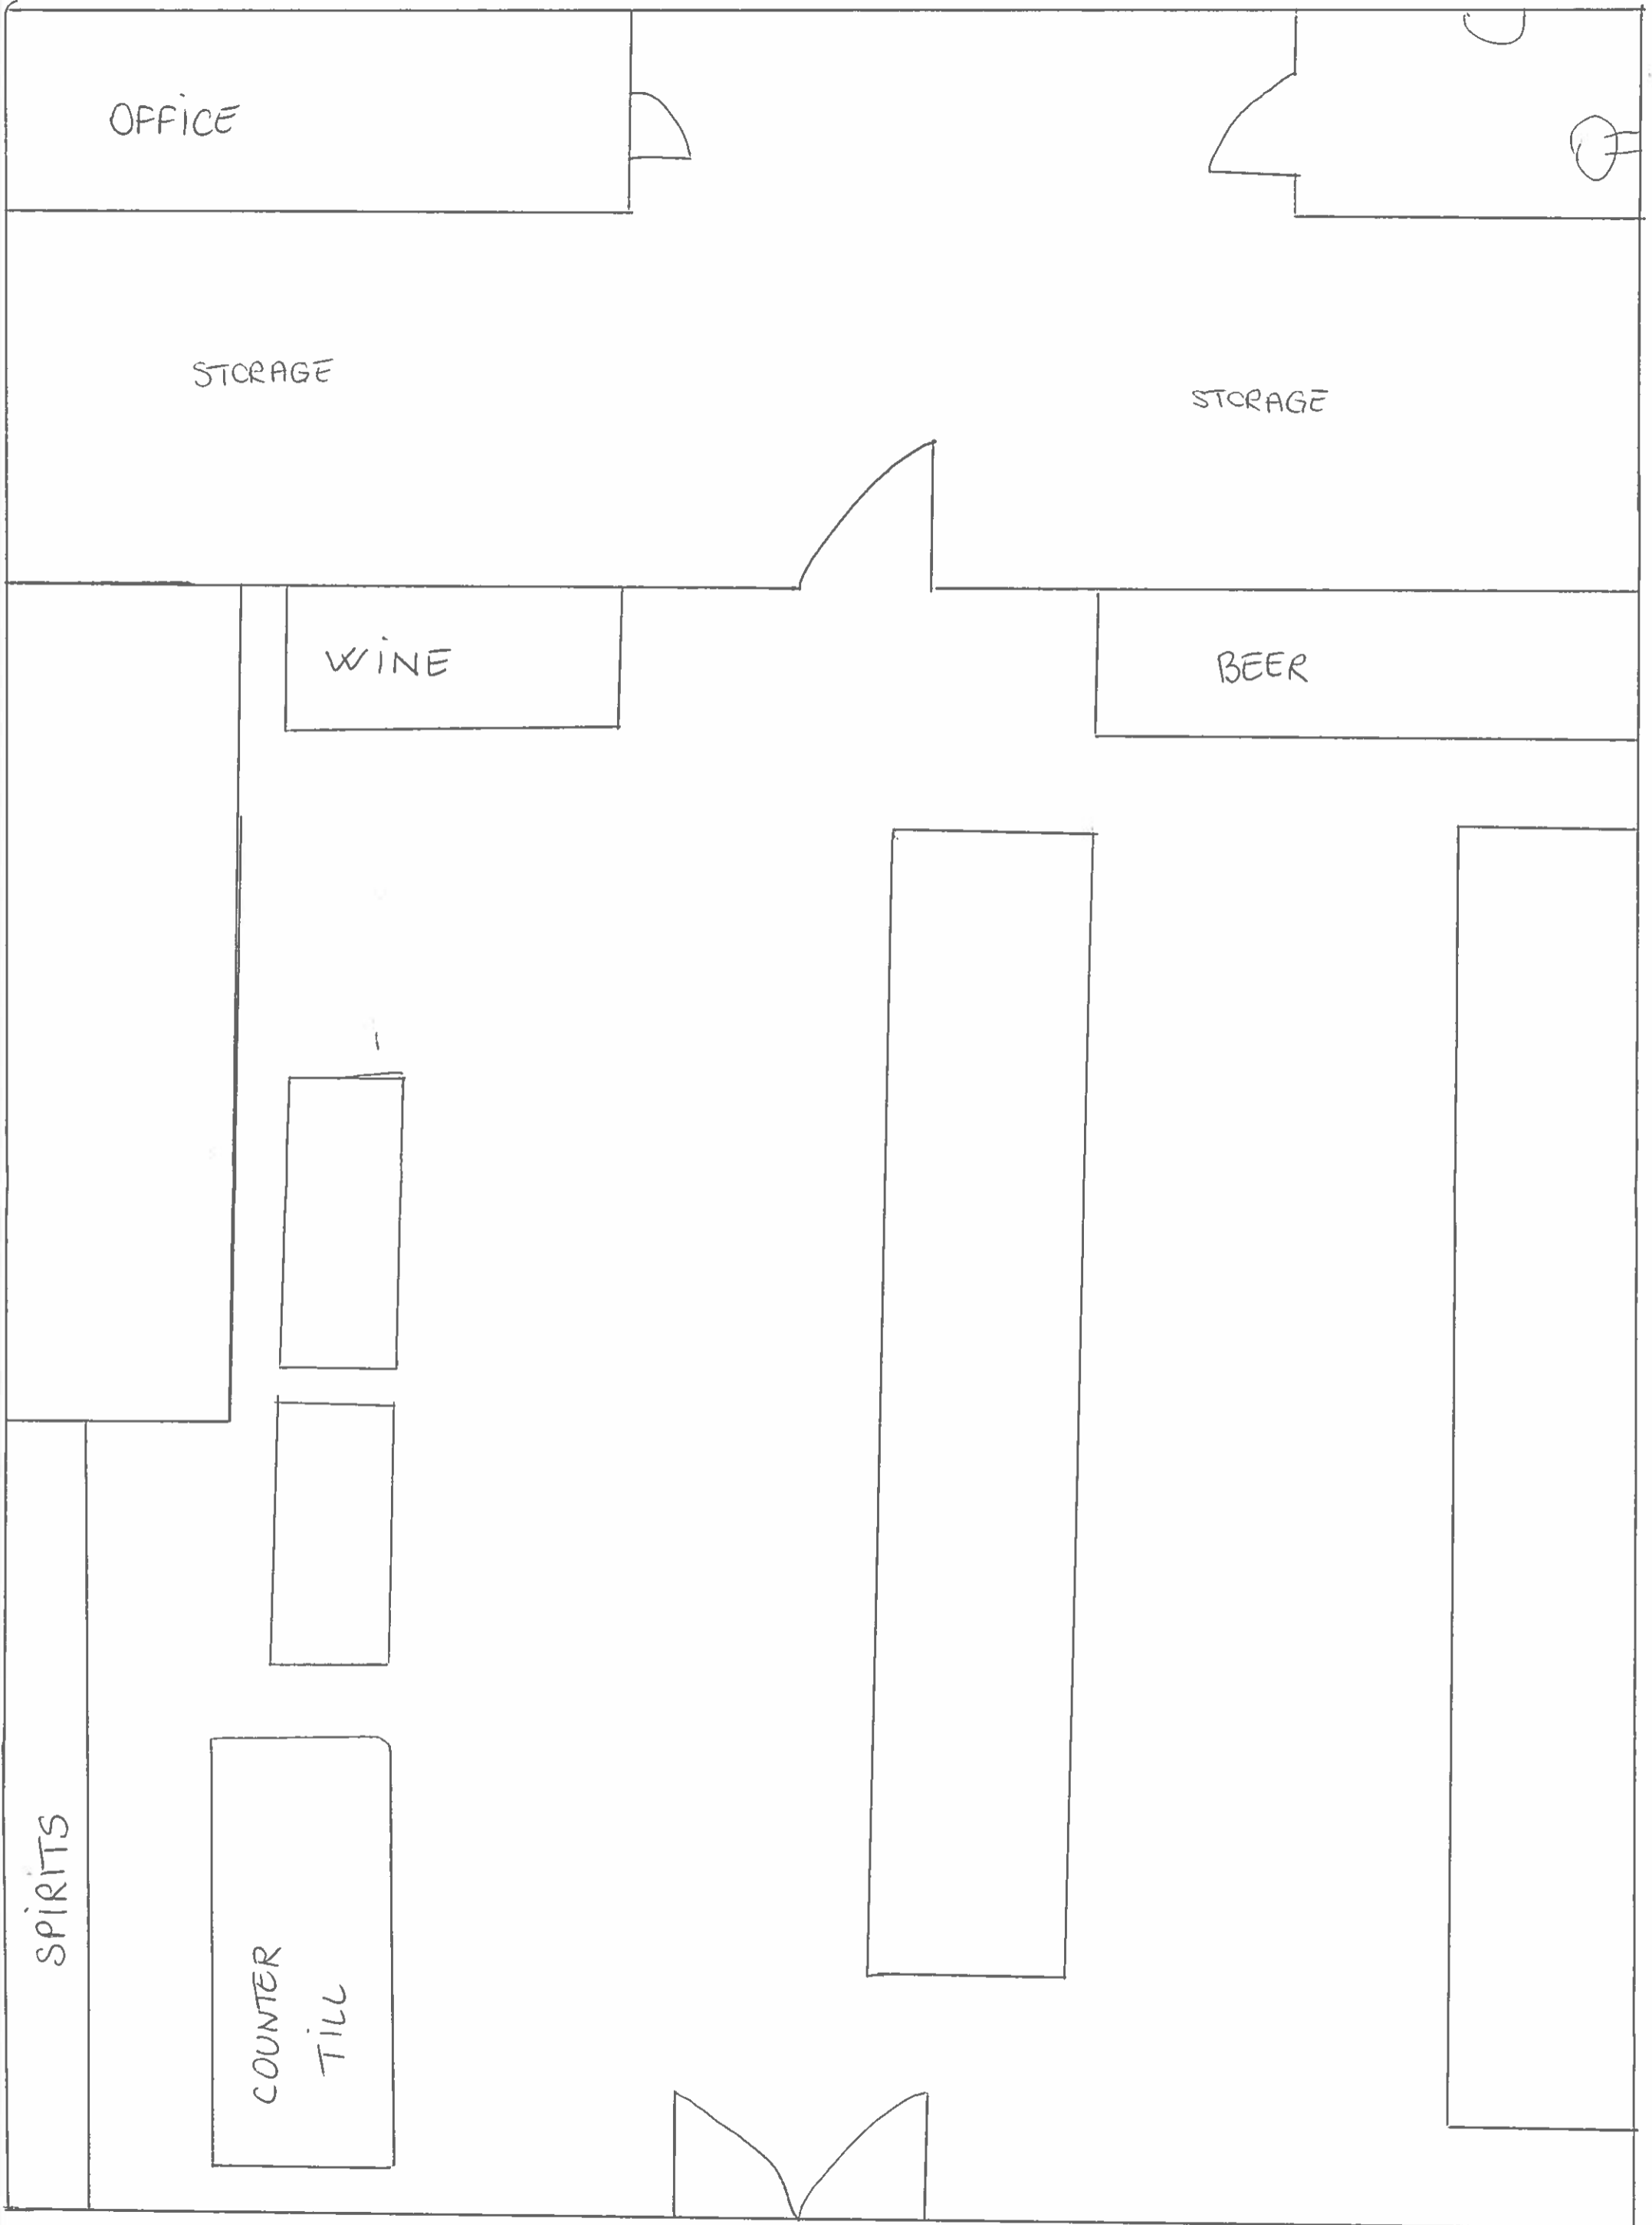 OFFiCE
STORAGE
STORAGE
WiNE
BEER
SPiRiTS
COUNTER
TiLL